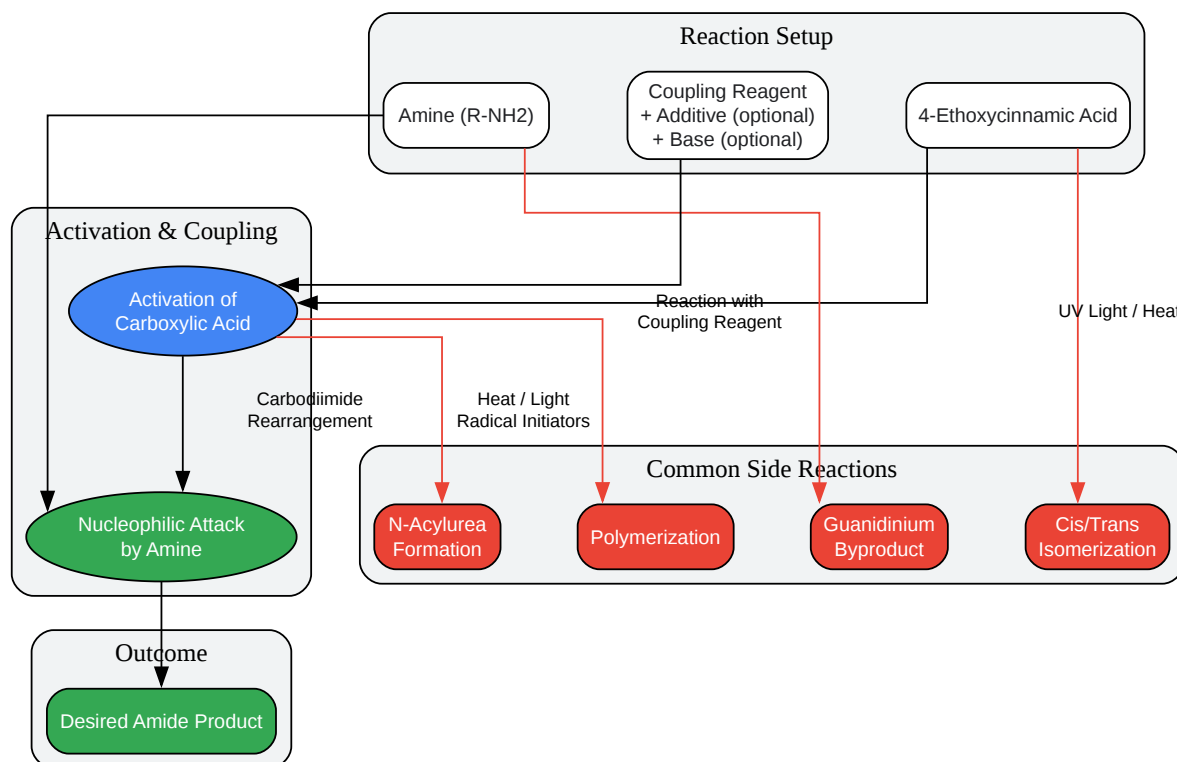 Reaction Setup
Amine (R-NH2)
Coupling Reagent
+ Additive (optional)
+ Base (optional)
4-Ethoxycinnamic Acid
Activation & Coupling
Activation of
Carboxylic Acid
Reaction with
Coupling Reagent
UV Light / Heat
Carbodiimide
Rearrangement
Heat / Light
Radical Initiators
Common Side Reactions
Nucleophilic Attack
by Amine
N-Acylurea
Formation
Polymerization
Guanidinium
Byproduct
Cis/Trans
Isomerization
Outcome
Desired Amide Product